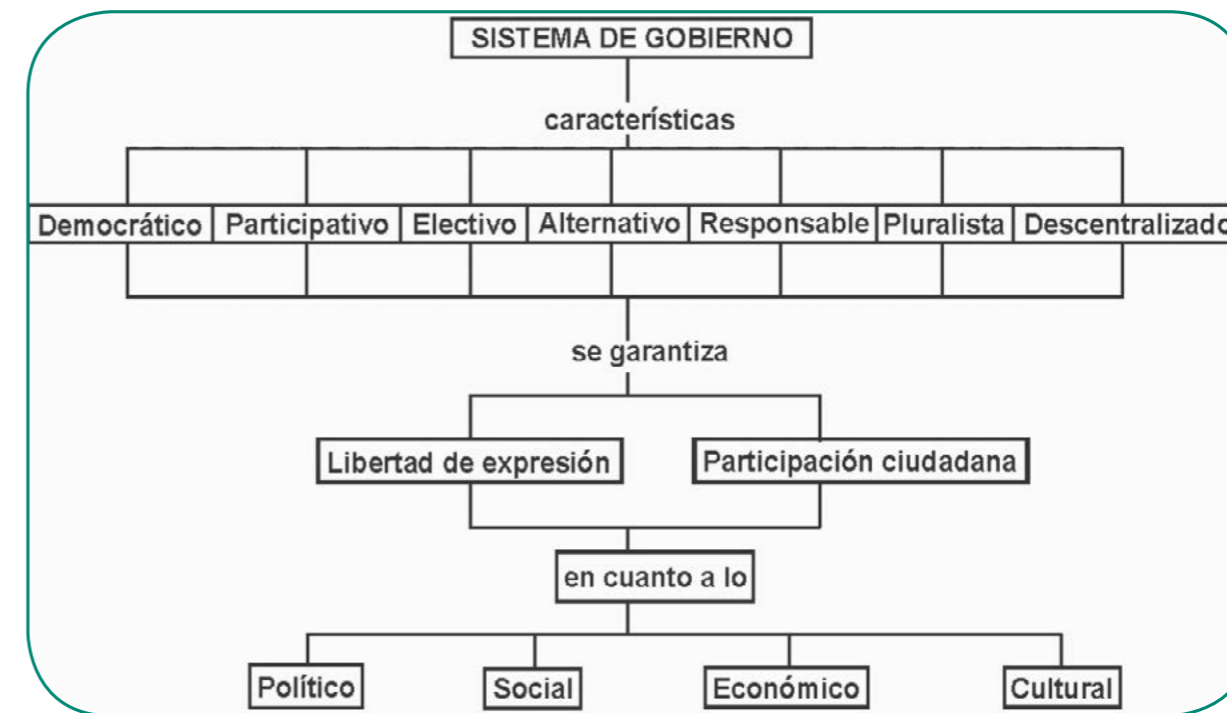 SISTEMA DE GOBIERNO
características
Democrático Participativo Electivo Alternativo Responsable Pluralista Descentralizado
se garantiza
Libertad de expresión Participación ciudadana
en cuanto a lo
Político Social Económico Cultural